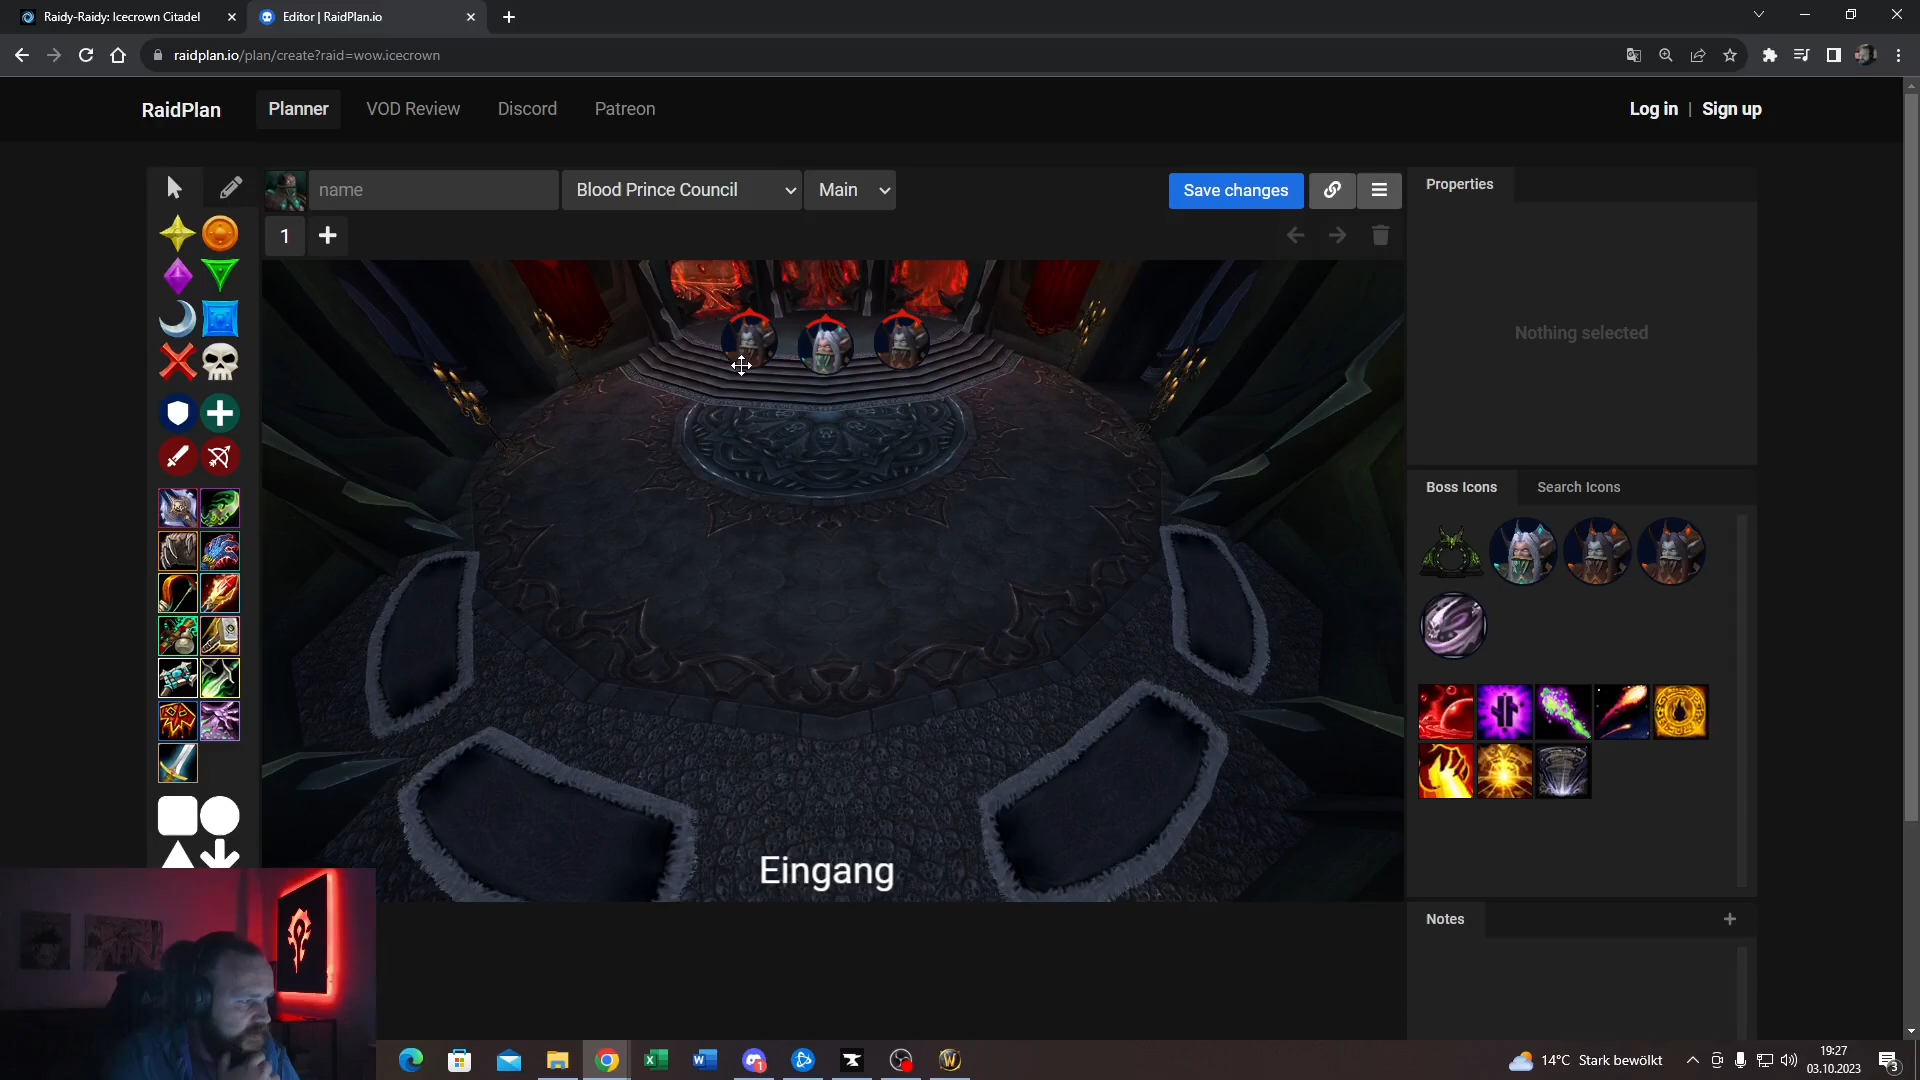 Raidy-Raidy: Icecrown Citadel
Editor | RaidPlan.io
raidplan.io/plan/create?raid=wow.icecrown
RaidPlan
Planner
VOD Review
Discord
Patreon
Log in | Sign up
name
Blood Prince Council
Main
Save changes
Properties
1
Nothing selected
Boss Icons
Search Icons
Eingang
Notes
1
14°C Stark bewölkt
19:27
03.10.2023
3